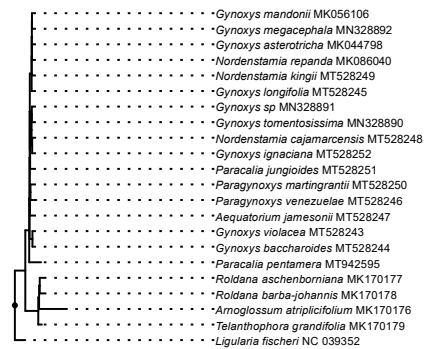 Gynoxys mandonii MK056106
Gynoxys megacephala MN328892
Gynoxys asterotricha MK044798
Nordenstamia repanda MK086040
Nordenstamia kingii MT528249
Gynoxys longifolia MT528245
Gynoxys sp MN328891
Gynoxys tomentosissima MN328890
Nordenstamia cajamarcensis MT528248
Gynoxys ignaciana MT528252
Paracalia jungioides MT528251
Paragynoxys martingrantii MT528250
Paragynoxys venezuelae MT528246
Aequatorium jamesonii MT528247
Gynoxys violacea MT528243
Gynoxys baccharoides MT528244
Paracalia pentamera MT942595
Roldana aschenborniana MK170177
Roldana barba-johannis MK170178
Arnoglossum atriplicifolium MK170176
Telanthophora grandifolia MK170179
Ligularia fischeri NC 039352